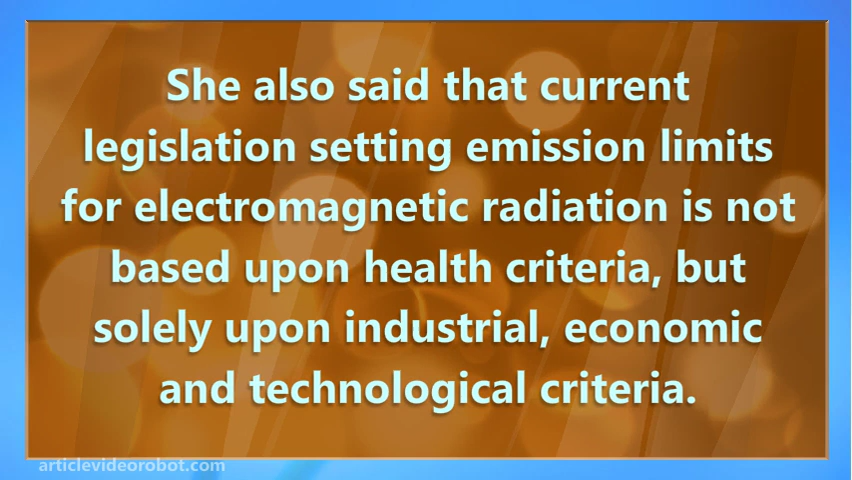 She also said that current
legislation setting emission limits
for electromagnetic radiation is not
based upon health criteria, but
solely upon industrial, economic
and technological criteria.
articlevideorobot.com